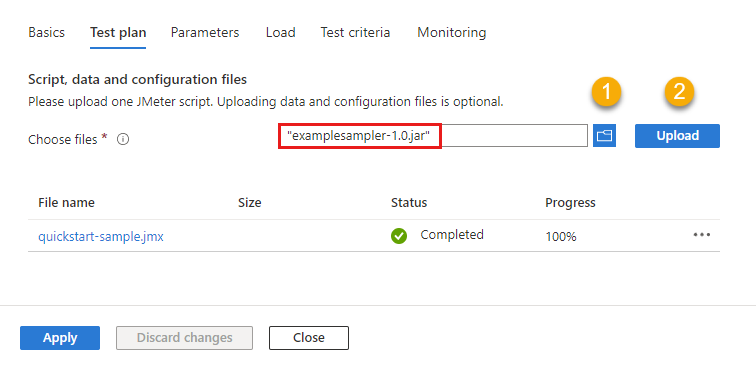 Basics Test plan Parameters Load Test criteria Monitoring
Script, data and configuration files
Please upload one JMeter script. Uploading data and configuration files is optional.
1 2
Choose files * "examplesampler-1.0.jar" Upload
File name Size Status Progress
quickstart-sample.jmx Completed 100% ...
Apply Discard changes Close